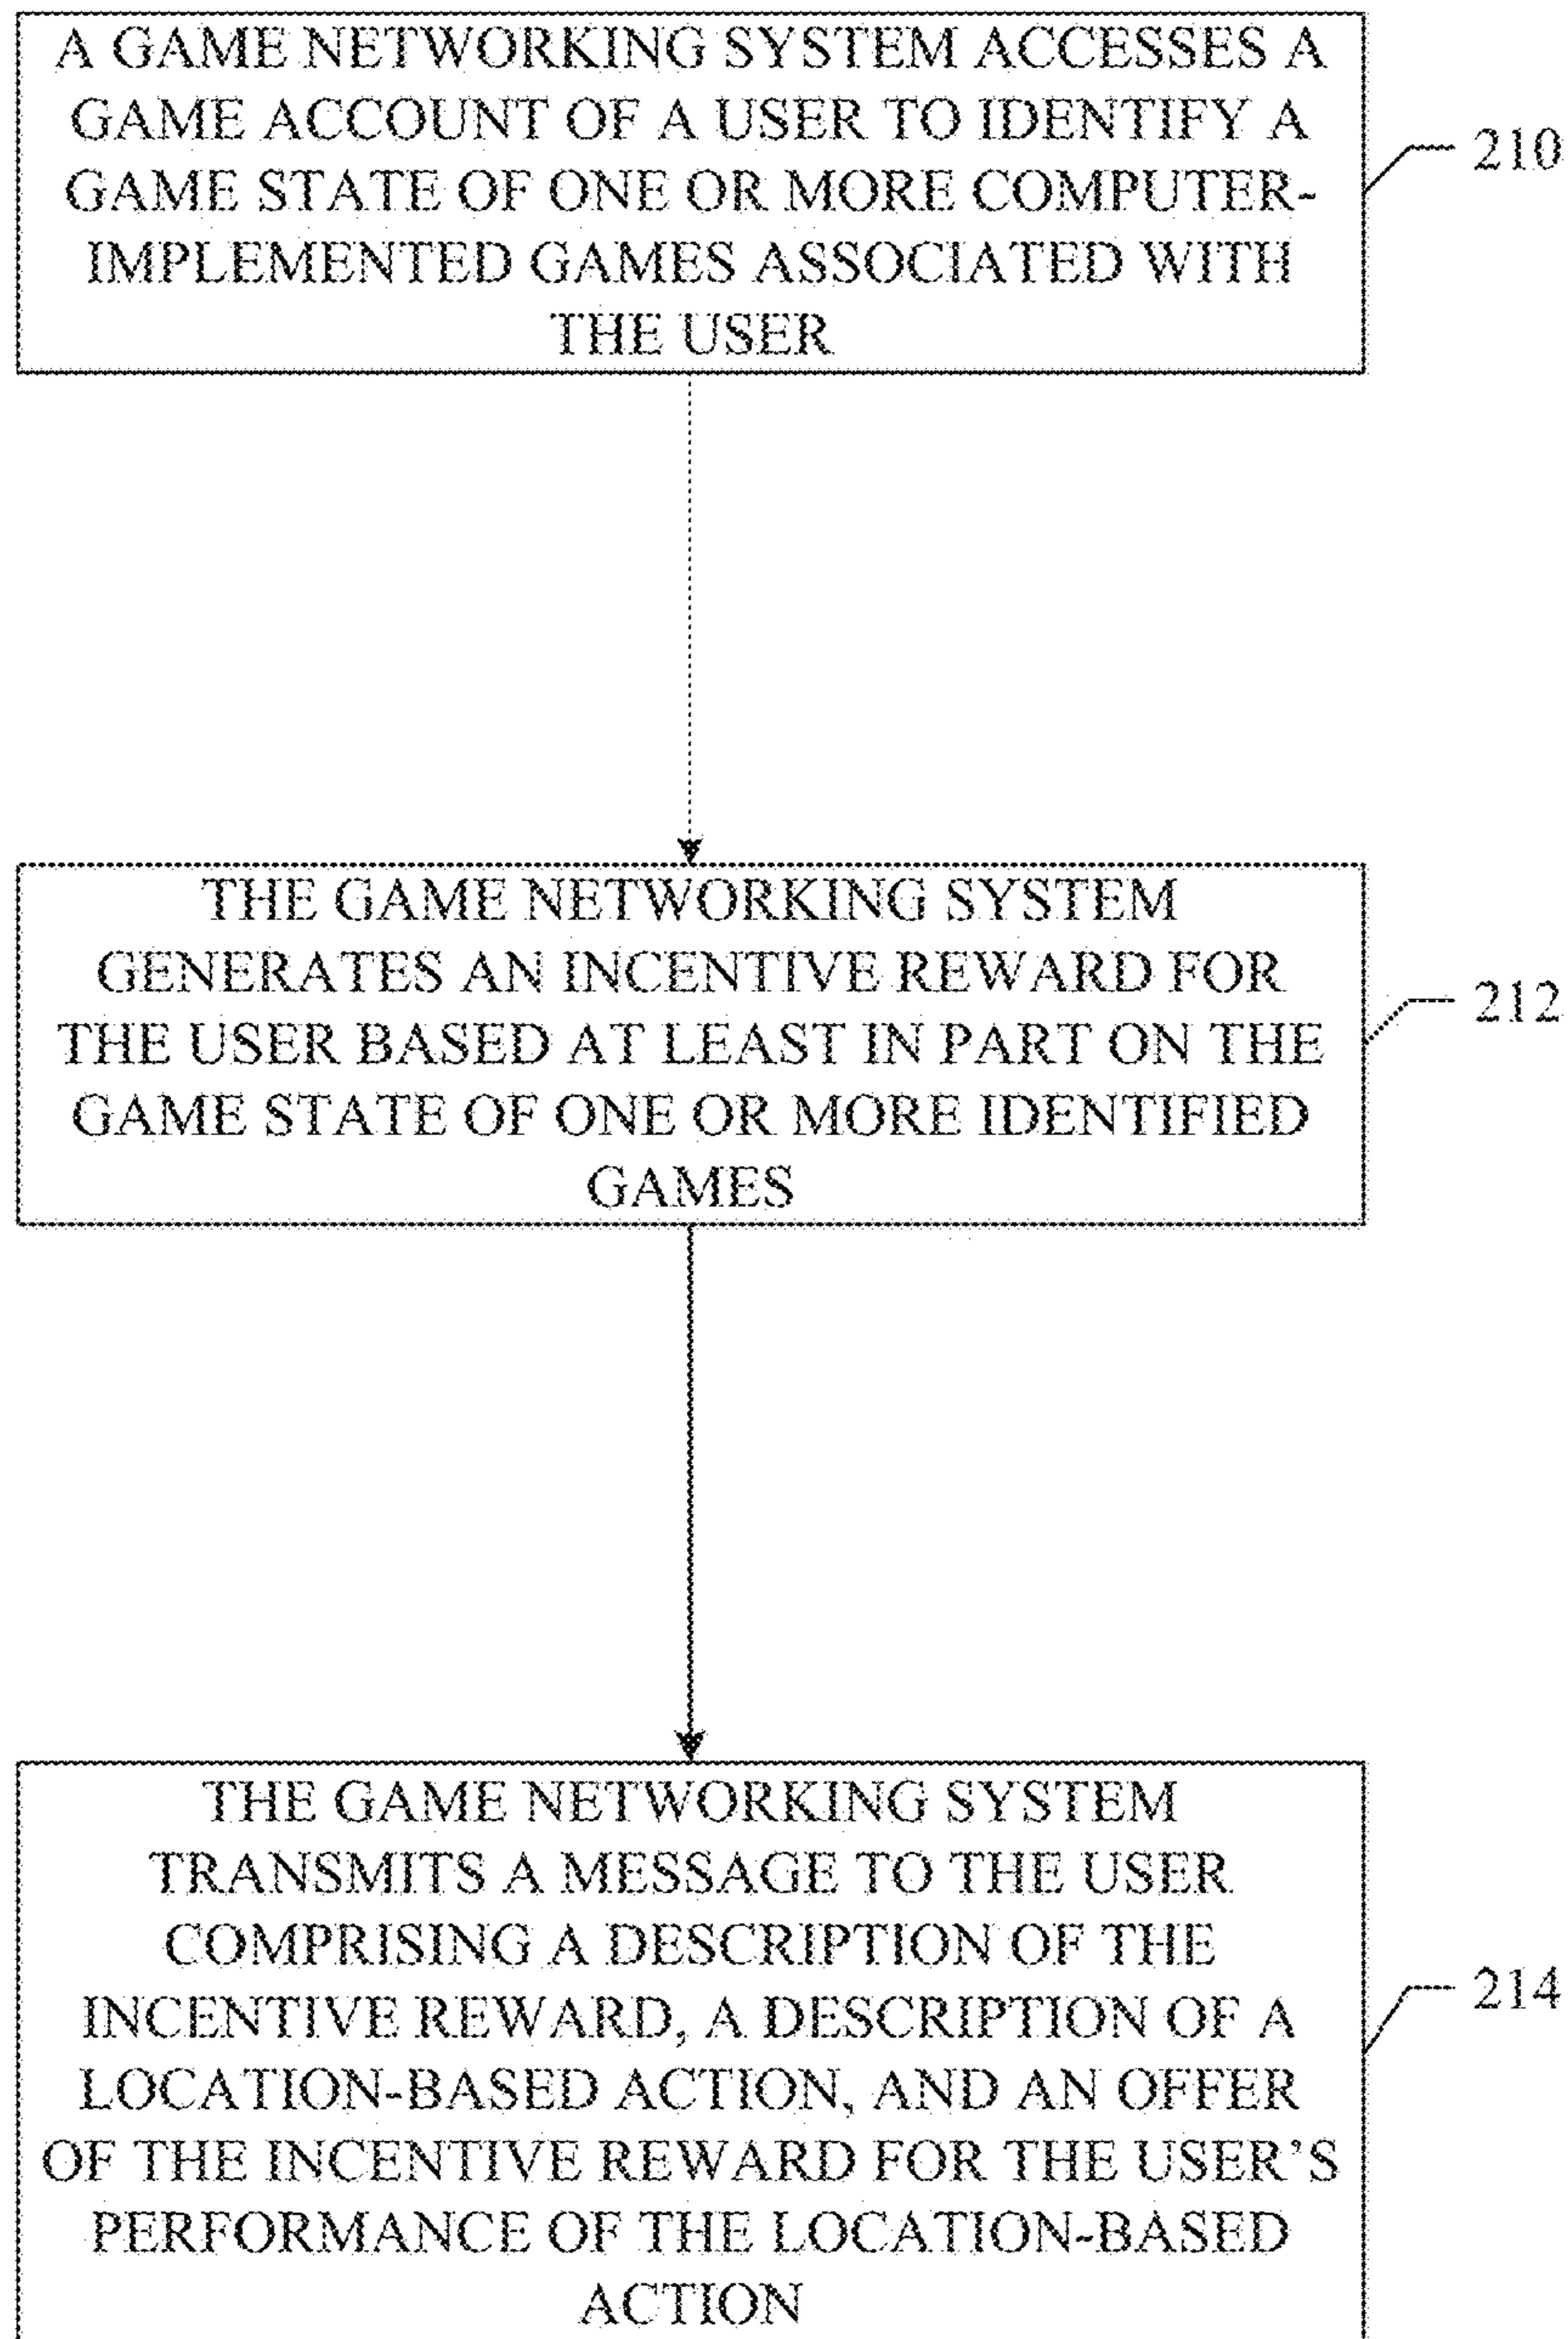 A GAME NETWORKING SYSTEM ACCESSES A
GAME ACCOUNT OF A USER TO IDENTIFY A
GAME STATE OF ONE OR MORE COMPUTER-
IMPLEMENTED GAMES ASSOCIATED WITH
THE USER
210
THE GAME NETWORKING SYSTEM
GENERATES AN INCENTIVE REWARD FOR
THE USER BASED AT LEAST IN PART ON THE
GAME STATE OF ONE OR MORE IDENTIFIED
GAMES
212
THE GAME NETWORKING SYSTEM
TRANSMITS A MESSAGE TO THE USER
COMPRISING A DESCRIPTION OF THE
INCENTIVE REWARD, A DESCRIPTION OF A
LOCATION-BASED ACTION, AND AN OFFER
OF THE INCENTIVE REWARD FOR THE USER’S
PERFORMANCE OF THE LOCATION-BASED
ACTION
214